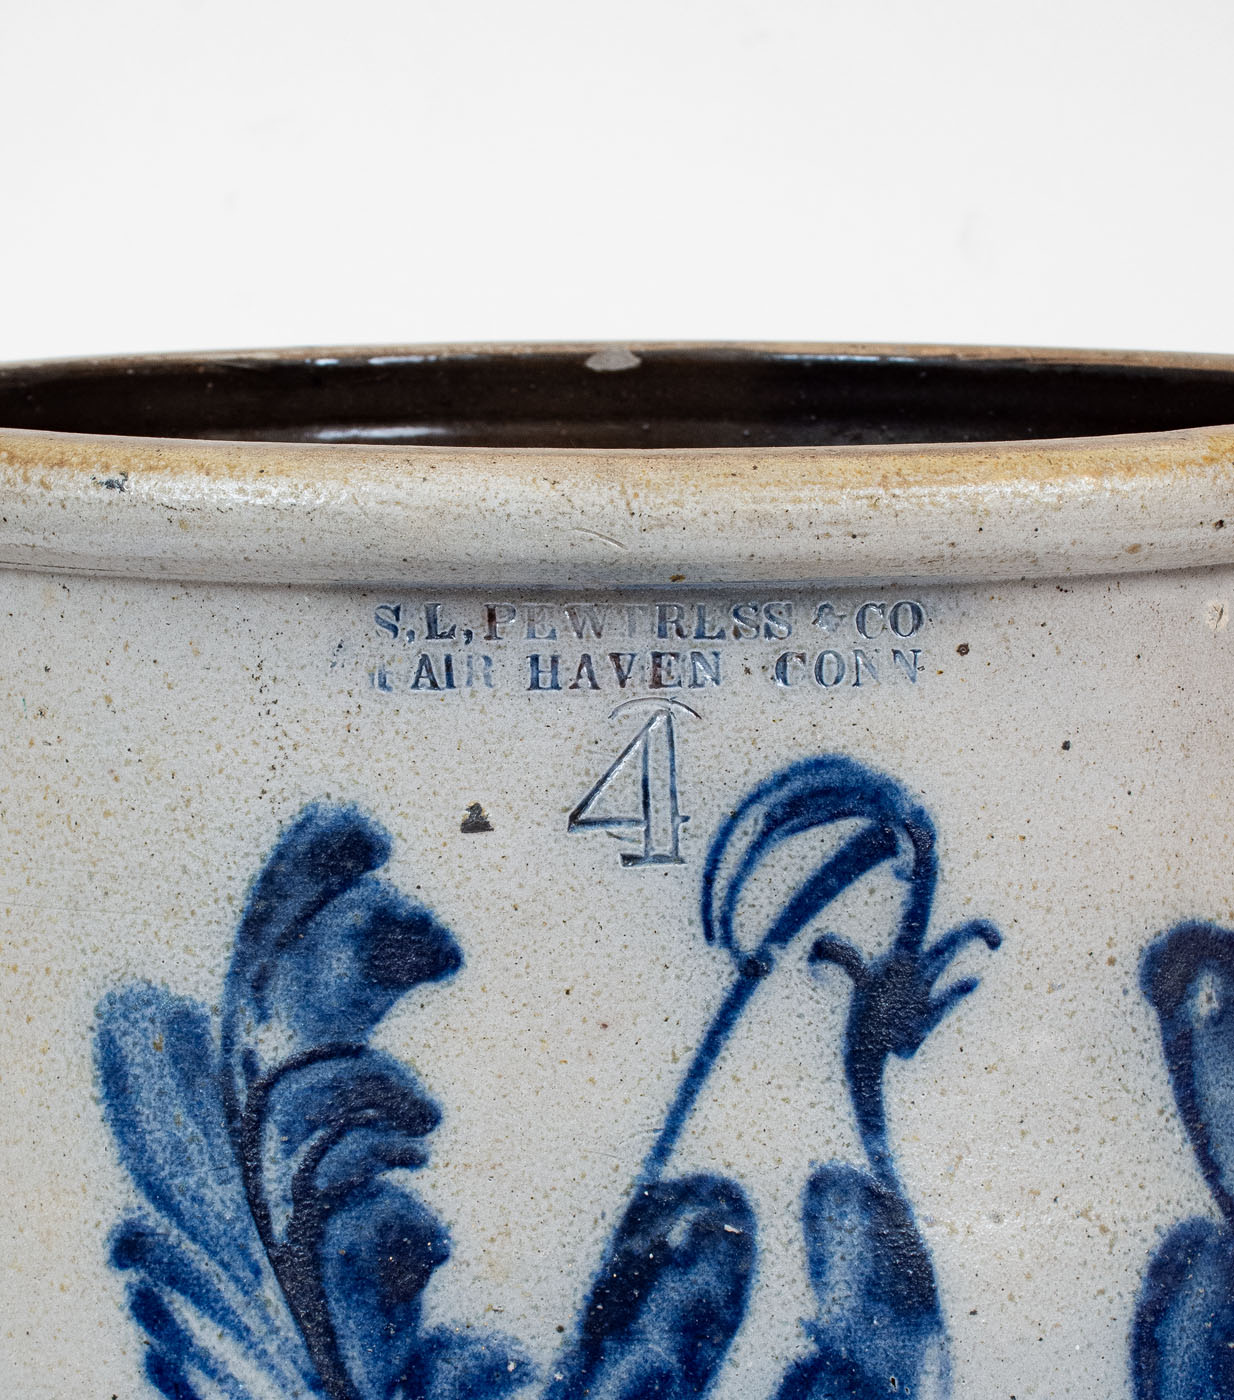 S,L,PEWTRESS & CO
FAIR HAVEN CONN
4